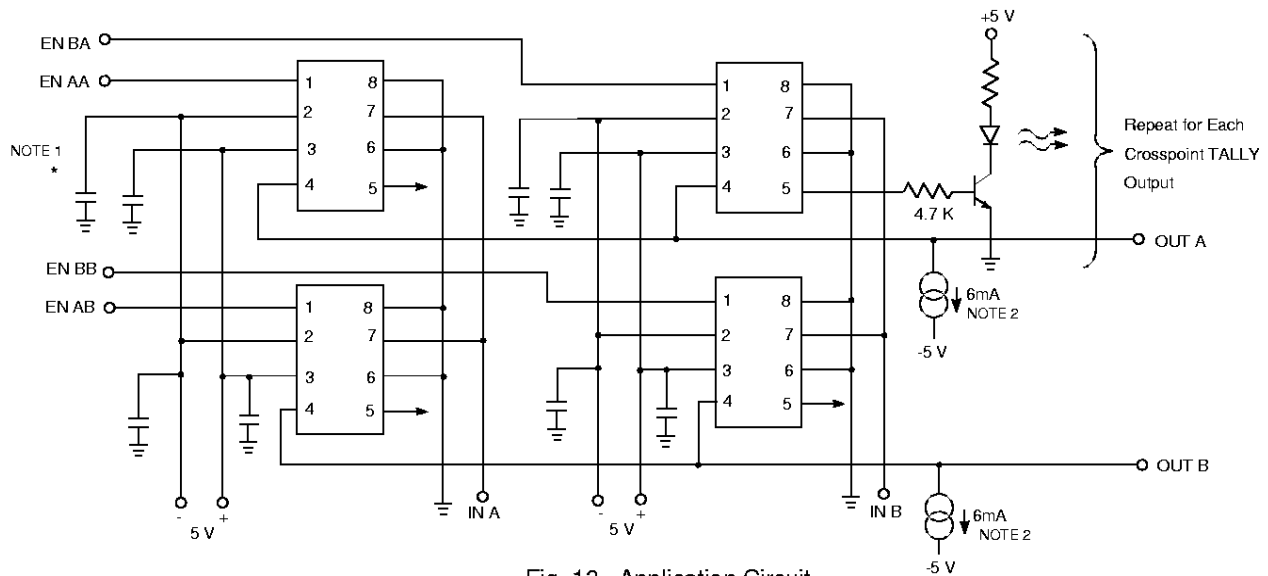 EN BA
EN AA
NOTE 1
*
1 8
2 7
3 6
4 5
1 8
2 7
3 6
4 5
+5 V
Repeat for Each
Crosspoint TALLY
Output
4.7 K
OUT A
6mA
NOTE 2
-5 V
EN BB
EN AB
1 8
2 7
3 6
4 5
1 8
2 7
3 6
4 5
OUT B
- +
5 V
IN A
- +
5 V
IN B
6mA
NOTE 2
-5 V